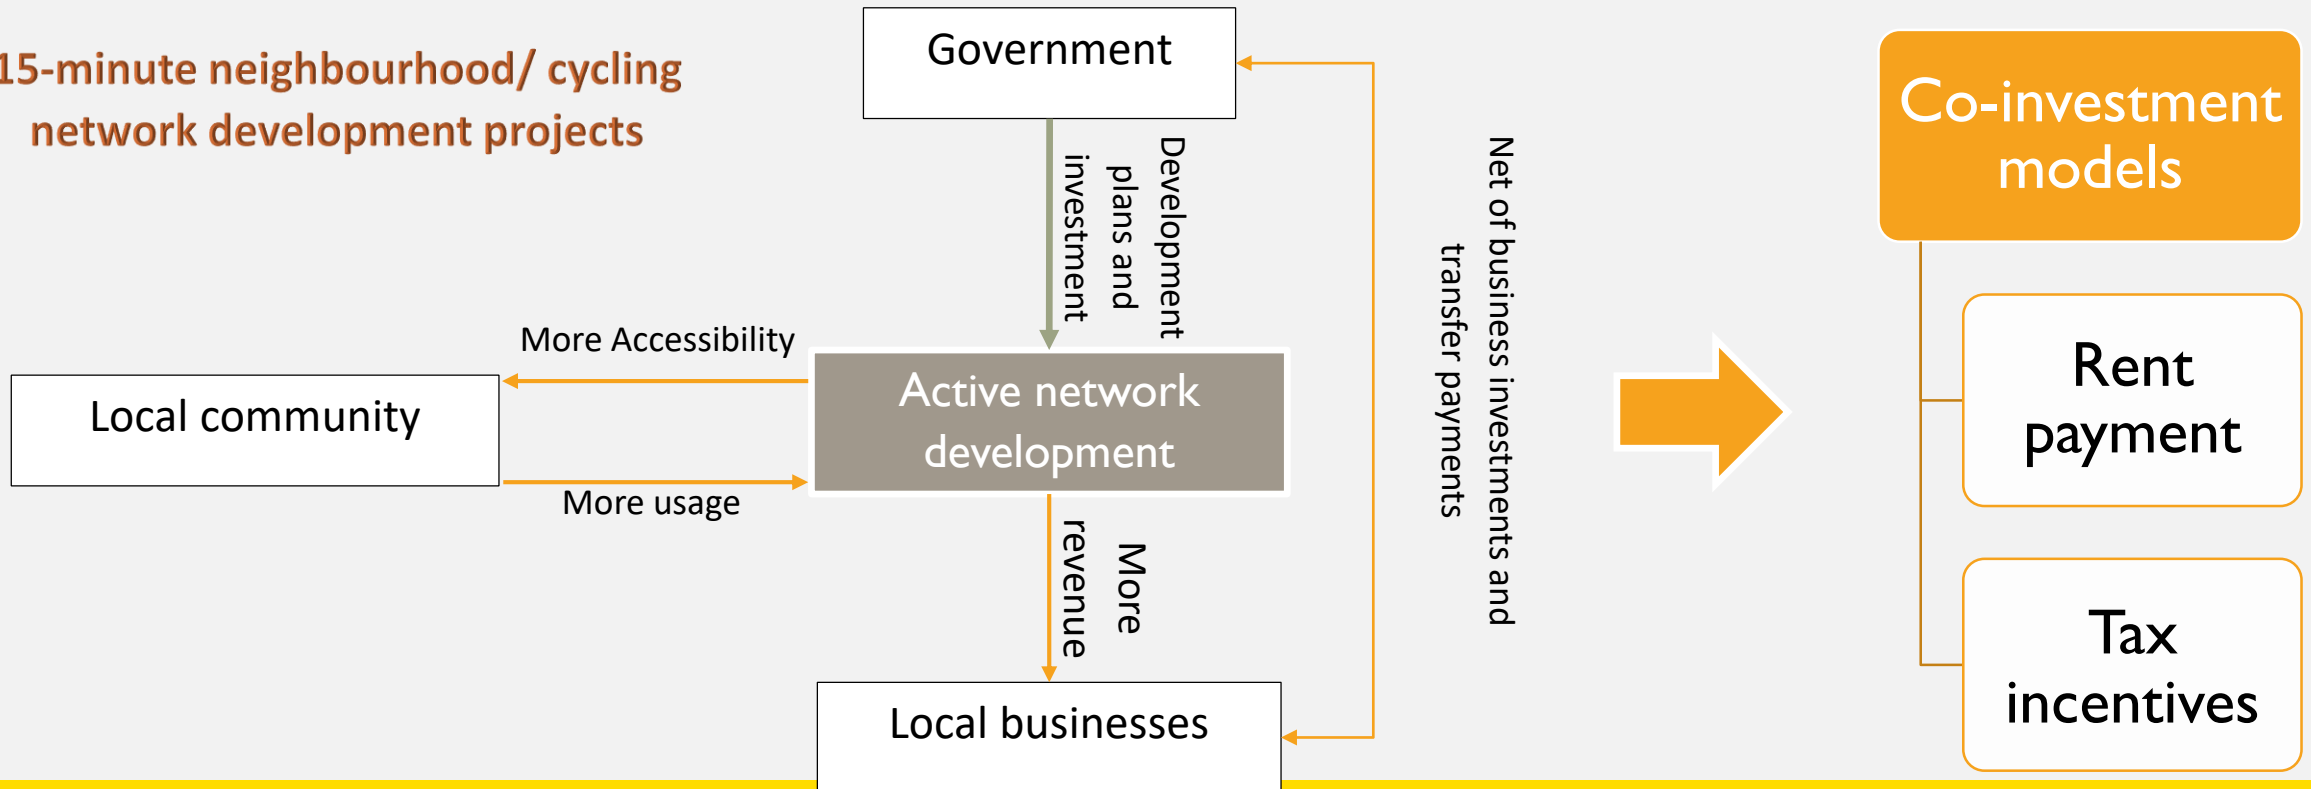 15-minute neighbourhood/ cycling
network development projects
Government
Development
plans and
investment
Net of business investments and
transfer payments
More Accessibility
Local community
More usage
Active network
development
More
revenue
Local businesses
Co-investment
models
Rent
payment
Tax
incentives